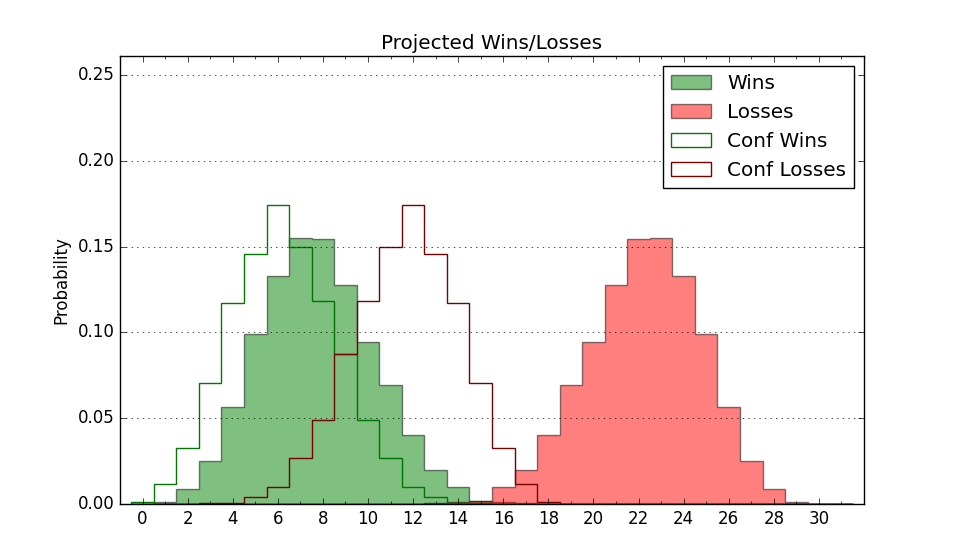 Projected Wins/Losses
0.25
0.20
0.15
0.10
0.05
0.00
Probability
Wins
Losses
Conf Wins
Conf Losses
0 2 4 6 8 10 12 14 16 18 20 22 24 26 28 30